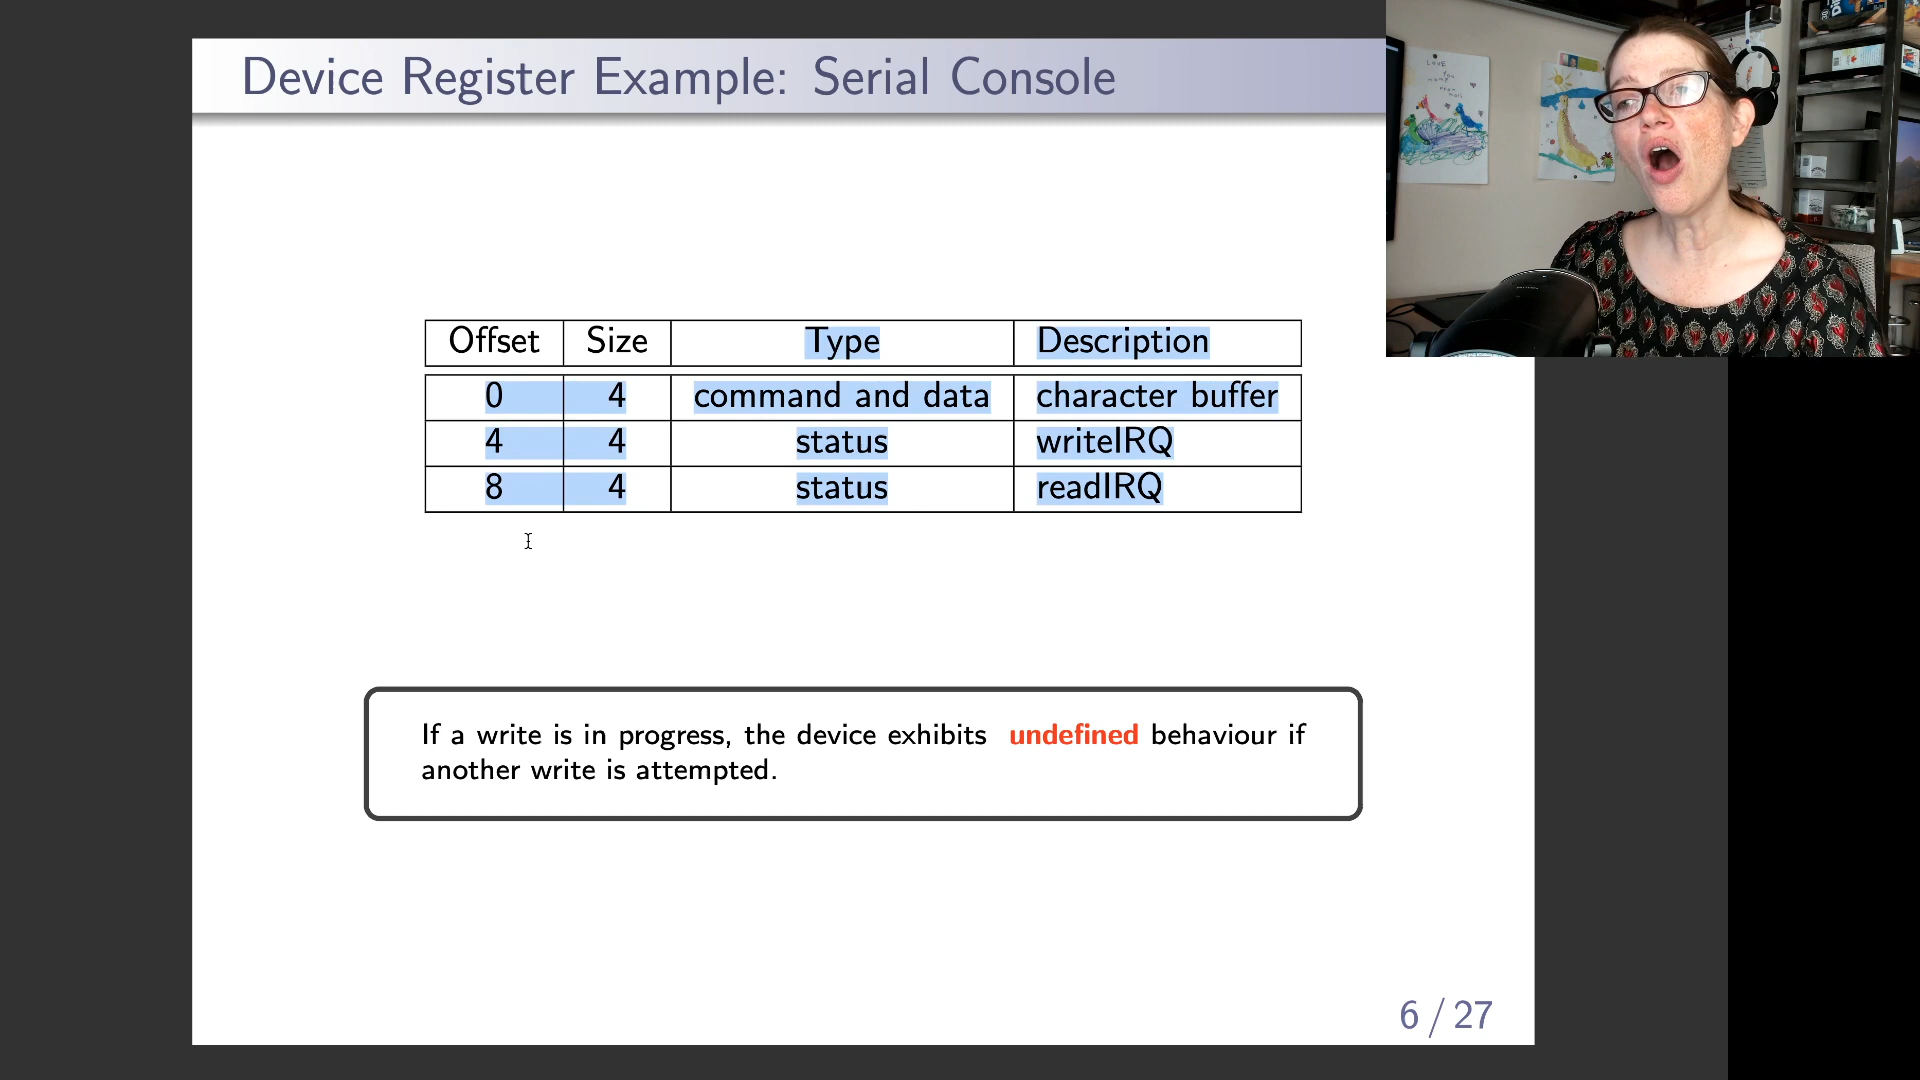 Device Register Example: Serial Console
LOVE
Offset Size Type Description
0 4 command and data character buffer
4 4 status writeIRQ
8 4 status readIRQ
If a write is in progress, the device exhibits undefined behaviour if
another write is attempted.
6 / 27